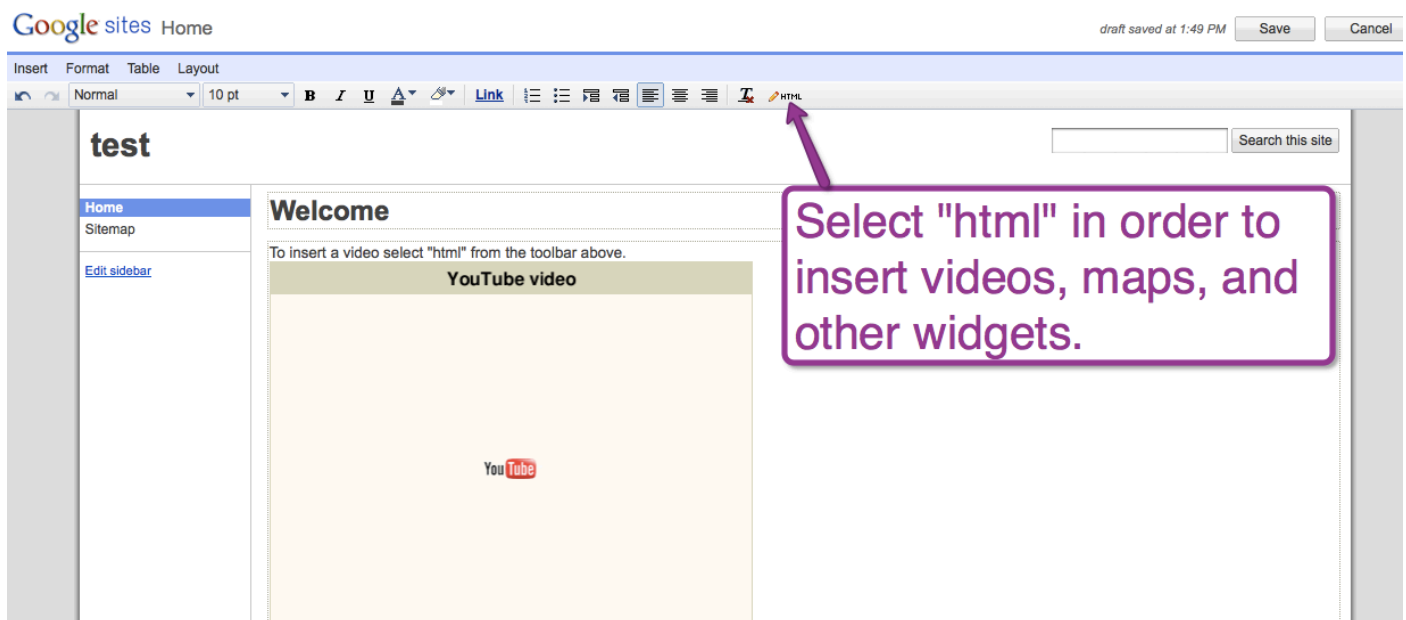 Google sites Home
draft saved at 1:49 PM Save Cancel
Insert Format Table Layout
Normal 10 pt B I U A Link HTML
test
Search this site
Home
Sitemap
Edit sidebar
Welcome
To insert a video select "html" from the toolbar above.
YouTube video
You Tube
Select "html" in order to
insert videos, maps, and
other widgets.